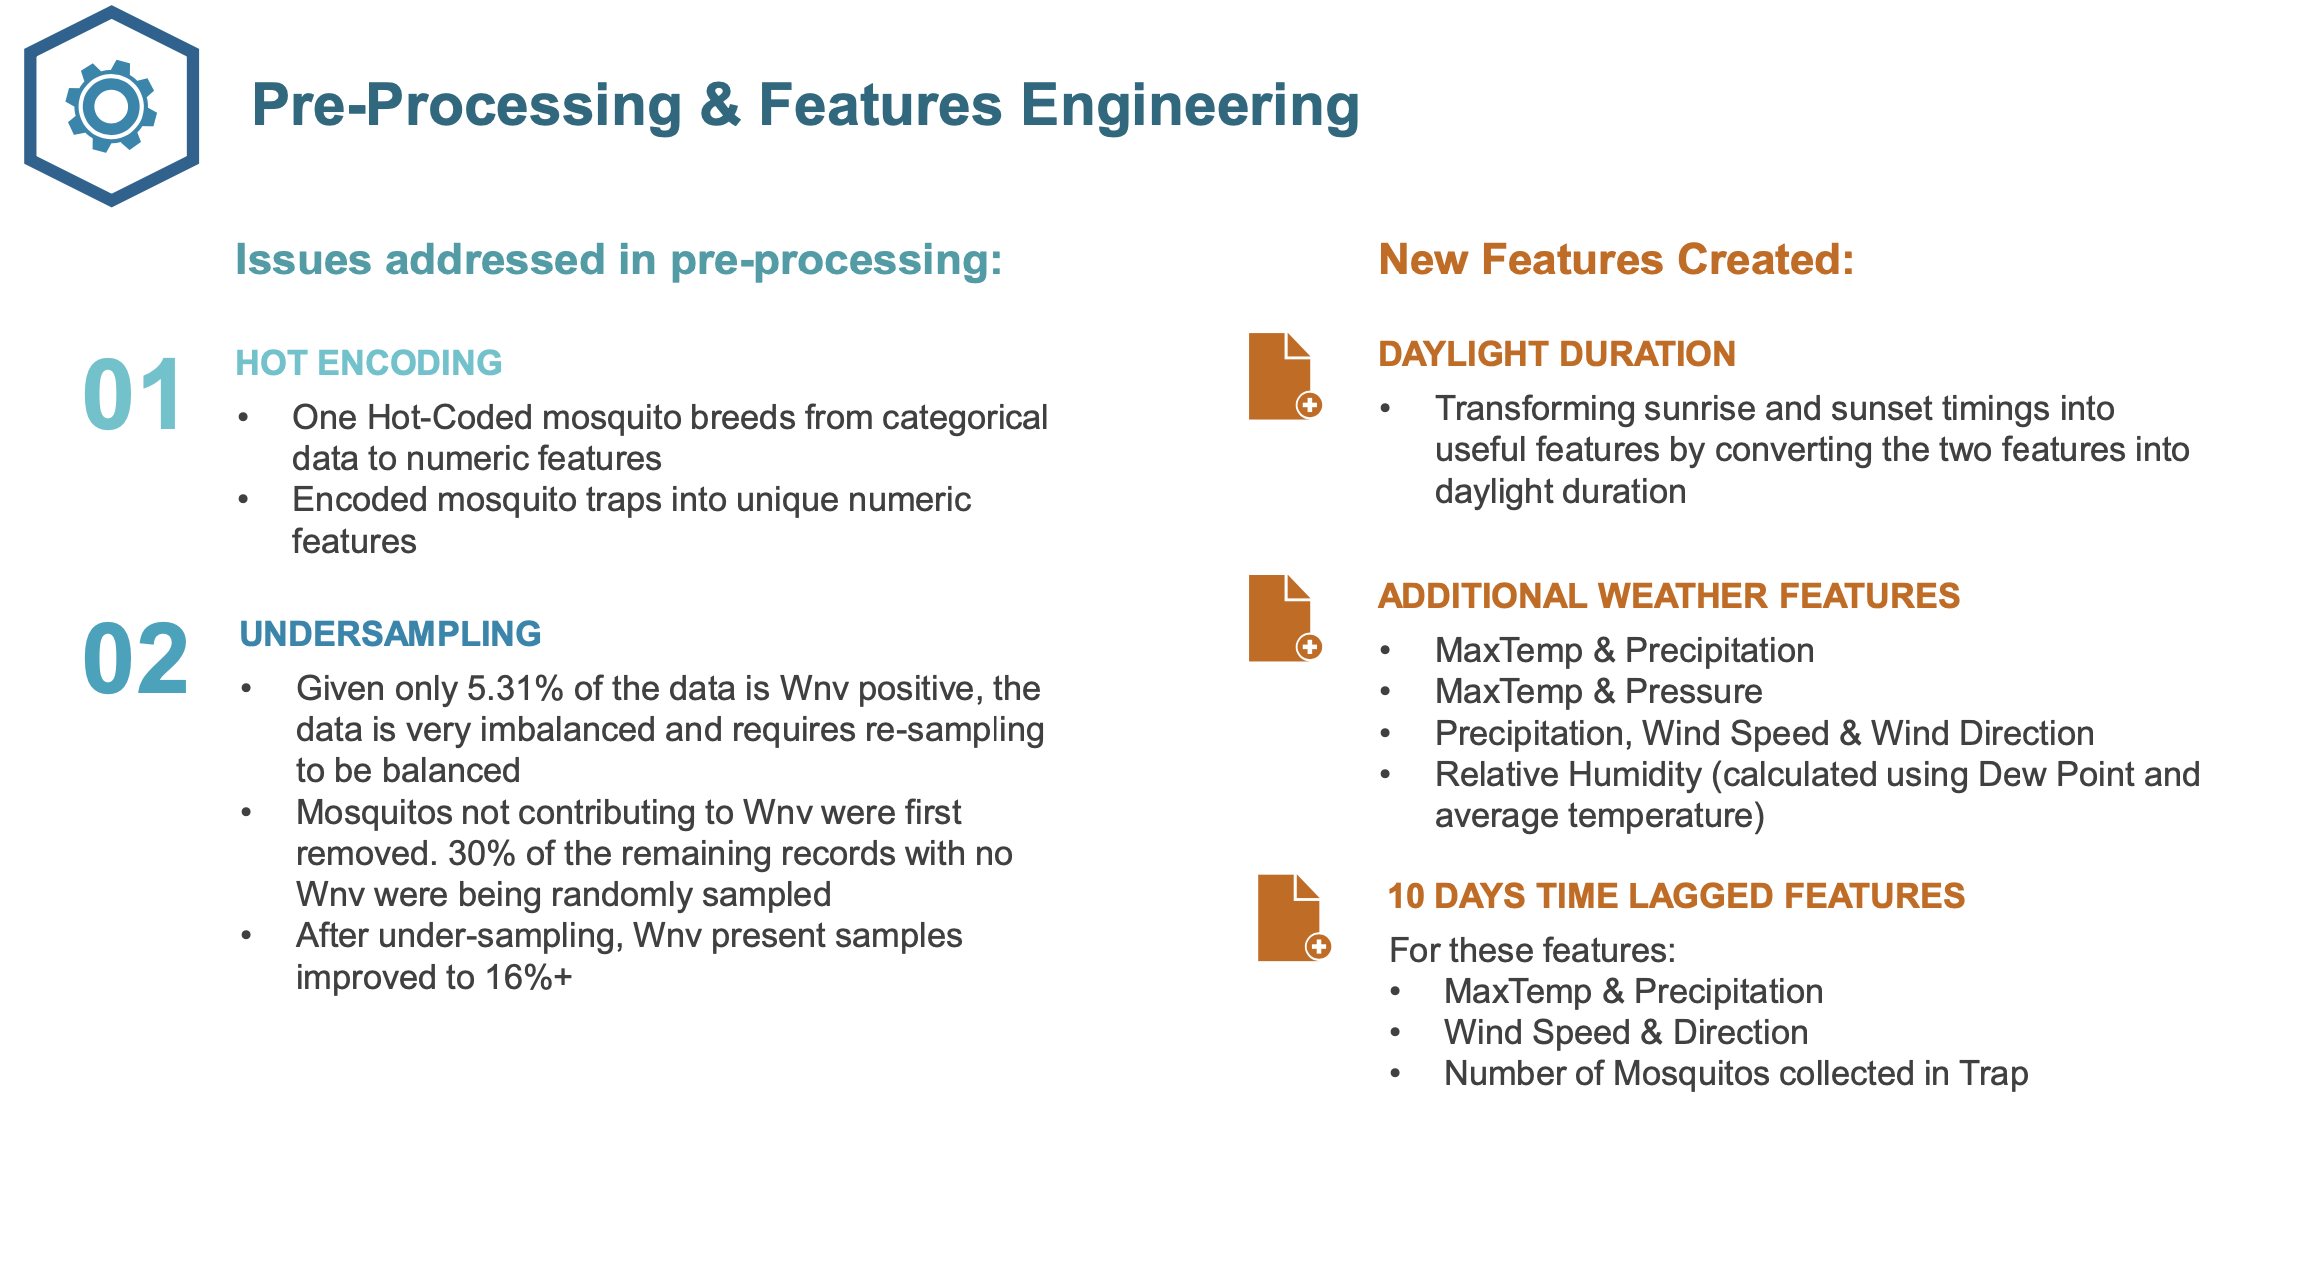 Pre-Processing & Features Engineering
Issues addressed in pre-processing:
01
HOT ENCODING
• One Hot-Coded mosquito breeds from categorical
data to numeric features
• Encoded mosquito traps into unique numeric
features
02
UNDERSAMPLING
• Given only 5.31% of the data is Wnv positive, the
data is very imbalanced and requires re-sampling
to be balanced
• Mosquitos not contributing to Wnv were first
removed. 30% of the remaining records with no
Wnv were being randomly sampled
• After under-sampling, Wnv present samples
improved to 16%+
New Features Created:
DAYLIGHT DURATION
• Transforming sunrise and sunset timings into
useful features by converting the two features into
daylight duration
ADDITIONAL WEATHER FEATURES
• MaxTemp & Precipitation
• MaxTemp & Pressure
• Precipitation, Wind Speed & Wind Direction
• Relative Humidity (calculated using Dew Point and
average temperature)
10 DAYS TIME LAGGED FEATURES
For these features:
• MaxTemp & Precipitation
• Wind Speed & Direction
• Number of Mosquitos collected in Trap